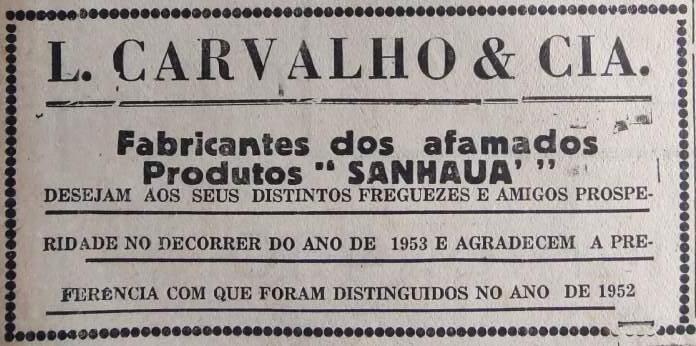 L. CARVALHO & CIA.
Fabricantes dos afamados
Produtos " SANHAUA' "
DESEJAM AOS SEUS DISTINTOS FREGUEZES E AMIGOS PROSPE-
RIDADE NO DECORRER DO ANO DE 1953 E AGRADECEM A PRE-
FERENCIA COM QUE FORAM DISTINGUIDOS NO ANO DE 1952